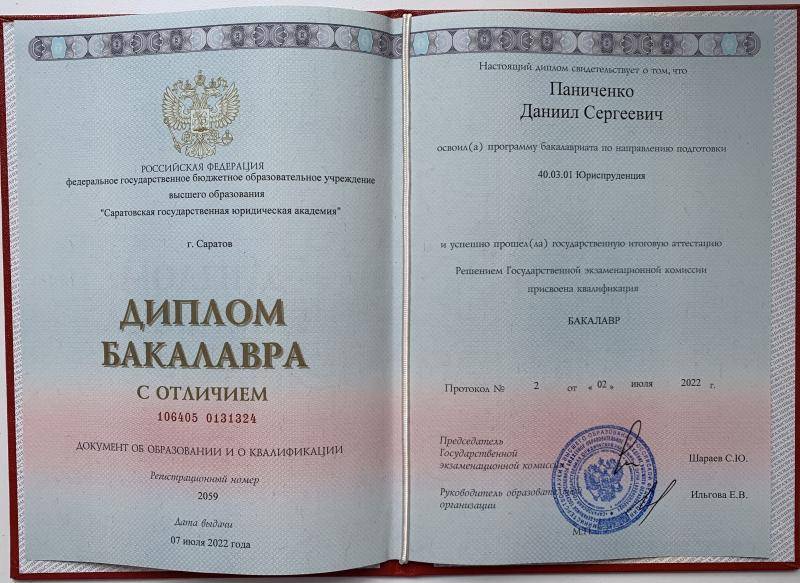 РОССИЙСКАЯ ФЕДЕРАЦИЯ
федеральное государственное бюджетное образовательное учреждение
высшего образования
"Саратовская государственная юридическая академия"
г. Саратов
ДИПЛОМ
БАКАЛАВРА
С ОТЛИЧИЕМ
106405 0131324
ДОКУМЕНТ ОБ ОБРАЗОВАНИИ И О КВАЛИФИКАЦИИ
Регистрационный номер
2059
Дата выдачи
07 июля 2022 года
Настоящий диплом свидетельствует о том, что
Паниченко
Даниил Сергеевич
освоил(а) программу бакалавриата по направлению подготовки
40.03.01 Юриспруденция
и успешно прошел(ла) государственную итоговую аттестацию
Решением Государственной экзаменационной комиссии
присвоена квалификация
БАКАЛАВР
Протокол № 2 от «02» июля 2022 г.
Председатель
Государственной
экзаменационной комиссии Шараев С.Ю.
Руководитель образовательной
организации Ильгова Е.В.
М.П.